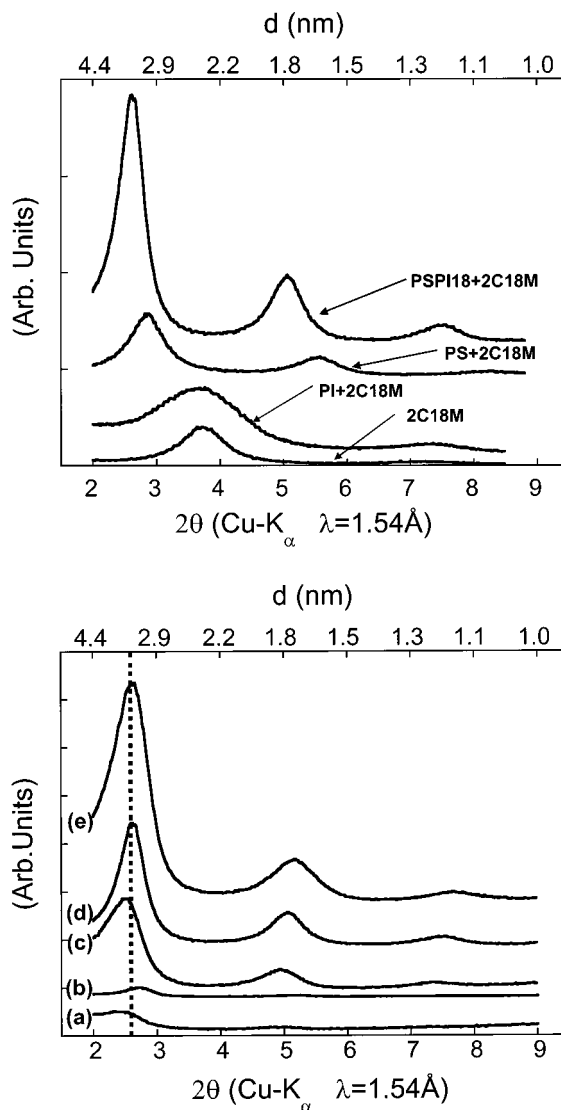 d (nm)
4.4 2.9 2.2 1.8 1.5 1.3 1.1 1.0
(Arb. Units)
PSPI18+2C18M
PS+2C18M
PI+2C18M
2C18M
2 3 4 5 6 7 8 9
2θ (Cu-Kα λ=1.54Å)
d (nm)
4.4 2.9 2.2 1.8 1.5 1.3 1.1 1.0
(Arb.Units)
(e)
(d)
(c)
(b)
(a)
2 3 4 5 6 7 8 9
2θ (Cu-Kα λ=1.54Å)